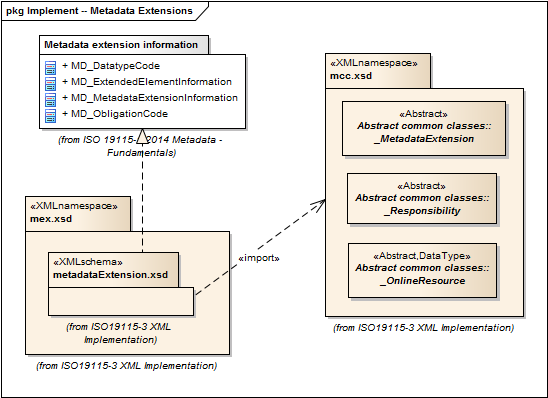 pkg Implement -- Metadata Extensions
Metadata extension information
+ MD_DatatypeCode
+ MD_ExtendedElementInformation
+ MD_MetadataExtensionInformation
+ MD_ObligationCode
(from ISO 19115- 2014 Metadata -
Fundamentals)
«XMLnamespace»
mcc.xsd
«Abstract»
Abstract common classes::
_MetadataExtension
«Abstract»
Abstract common classes::
_Responsibility
«Abstract,DataType»
Abstract common classes::
_OnlineResource
(from ISO19115-3 XML Implementation)
«XMLnamespace»
mex.xsd
«XMLschema»
metadataExtension.xsd
(from ISO19115-3 XML
Implementation)
(from ISO19115-3 XML Implementation)
«import»